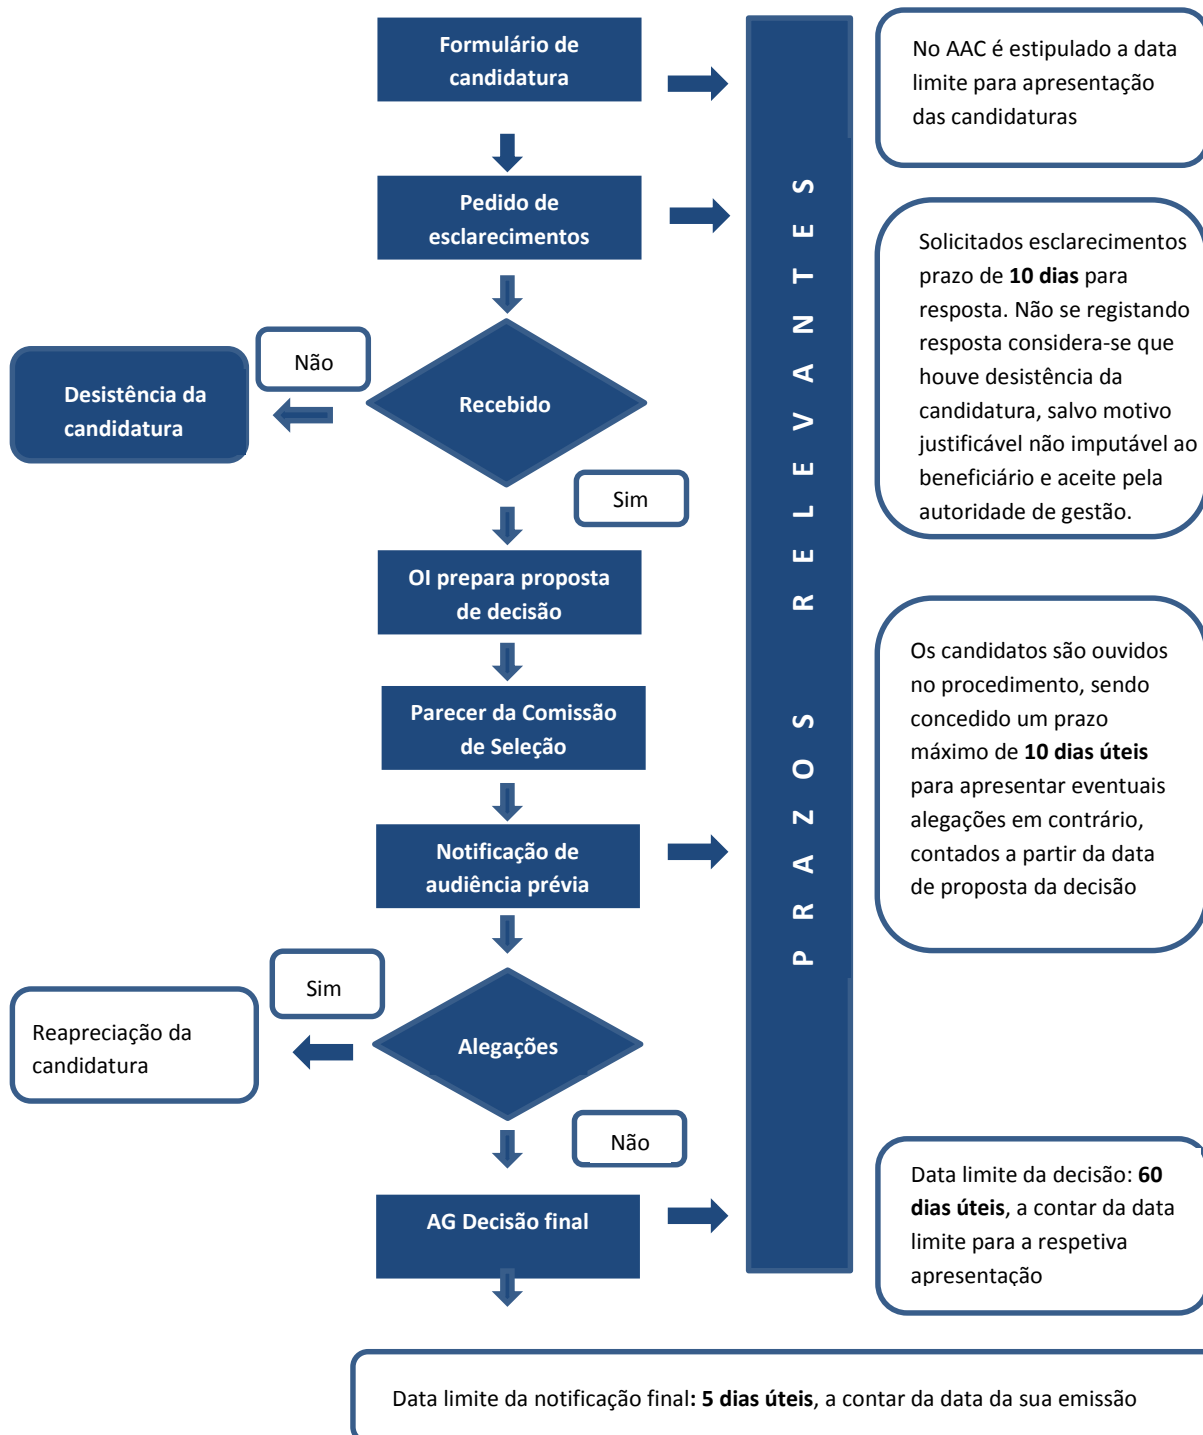 Formulário de
candidatura
No AAC é estipulado a data
limite para apresentação
das candidaturas
Pedido de
esclarecimentos
Solicitados esclarecimentos
prazo de 10 dias para
resposta. Não se registando
resposta considera-se que
houve desistência da
candidatura, salvo motivo
justificável não imputável ao
beneficiário e aceite pela
autoridade de gestão.
Não
Desistência da
candidatura
Recebido
Sim
OI prepara proposta
de decisão
Parecer da Comissão
de Seleção
Os candidatos são ouvidos
no procedimento, sendo
concedido um prazo
máximo de 10 dias úteis
para apresentar eventuais
alegações em contrário,
contados a partir da data
de proposta da decisão
Notificação de
audiência prévia
PRAZOS RELEVANTES
Sim
Reapreciação da
candidatura
Alegações
Não
AG Decisão final
Data limite da decisão: 60
dias úteis, a contar da data
limite para a respetiva
apresentação
Data limite da notificação final: 5 dias úteis, a contar da data da sua emissão